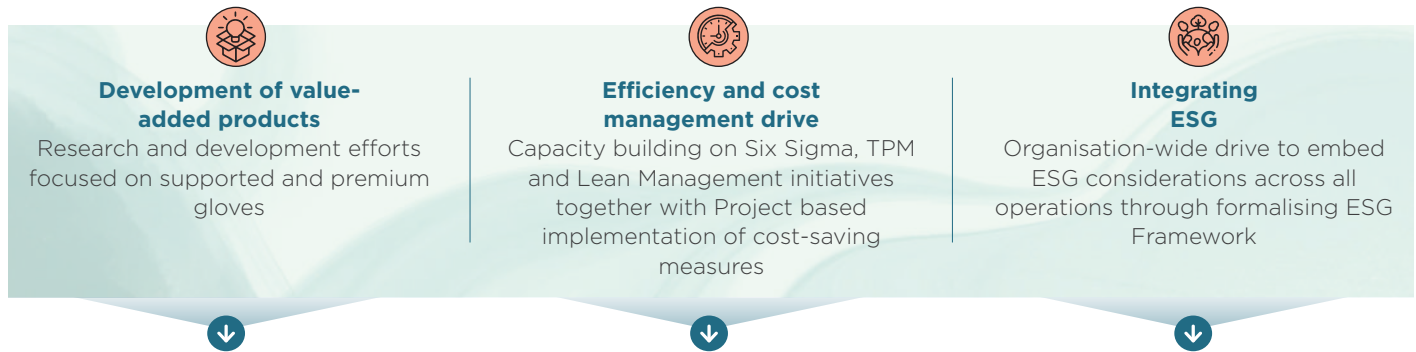 Development of value-
added products
Research and development efforts
focused on supported and premium
gloves
Efficiency and cost
management drive
Capacity building on Six Sigma, TPM
and Lean Management initiatives
together with Project based
implementation of cost-saving
measures
Integrating
ESG
Organisation-wide drive to embed
ESG considerations across all
operations through formalising ESG
Framework